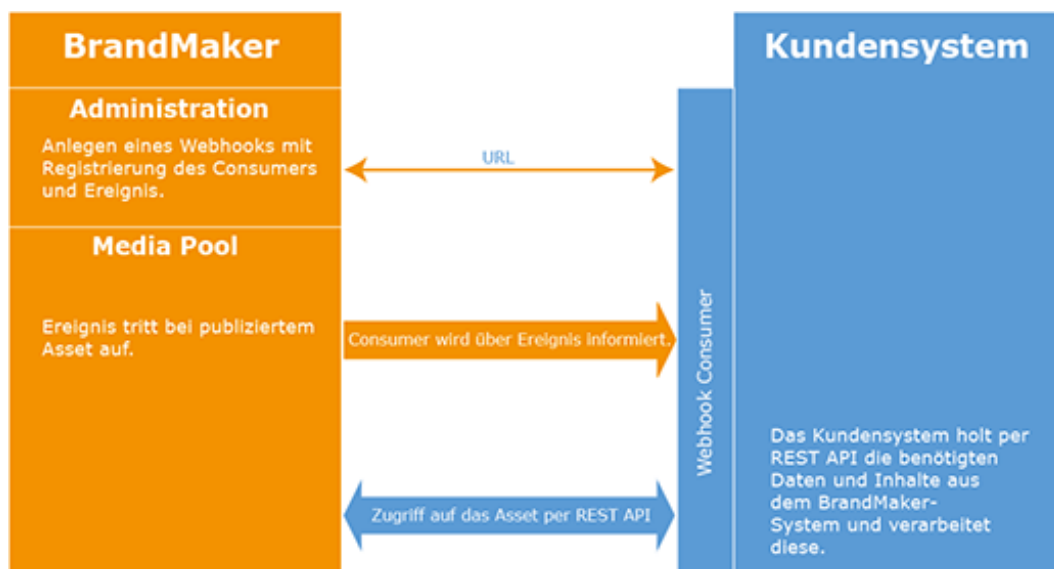 BrandMaker
Administration
Anlegen eines Webhooks mit
Registrierung des Consumers
und Ereignis.
URL
Media Pool
Ereignis tritt bei publiziertem
Asset auf.
Consumer wird über Ereignis informiert.
Zugriff auf das Asset per REST API
Webhook Consumer
Kundensystem
Das Kundensystem holt per
REST API die benötigten
Daten und Inhalte aus
dem BrandMaker-
System und verarbeitet
diese.